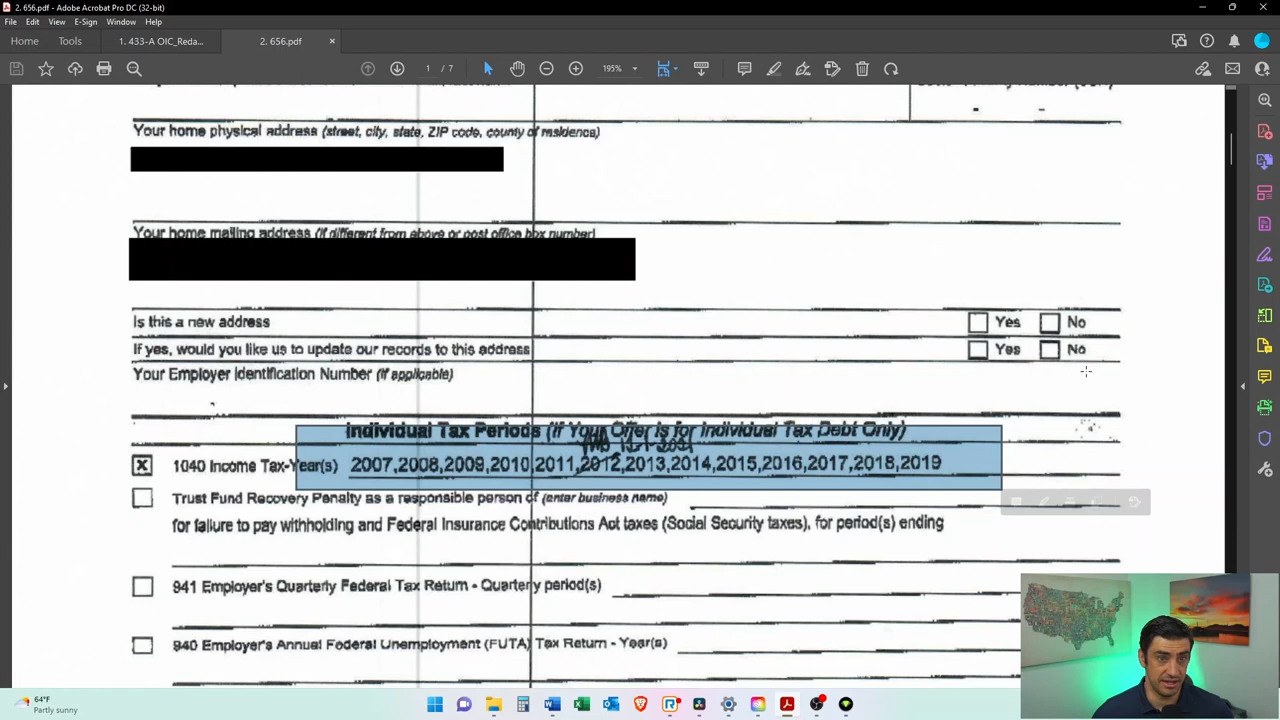 2. 656.pdf - Adobe Acrobat Pro DC (32-bit)
File Edit View E-Sign Window Help
Home Tools 1. 433-A OIC_Reda... 2. 656.pdf ×
1 / 7 195%
Your home physical address (street, city, state, ZIP code, county of residence)
Your home mailing address (if different from above or post office box number)
Is this a new address Yes No
If yes, would you like us to update our records to this address Yes No
Your Employer Identification Number (if applicable)
Individual Tax Periods (If Your Offer is for Individual Tax Debt Only)
X 1040 Income Tax-Year(s) 2007,2008,2009,2010,2011,2012,2013,2014,2015,2016,2017,2018,2019
Trust Fund Recovery Penalty as a responsible person of (enter business name)
for failure to pay withholding and Federal Insurance Contributions Act taxes (Social Security taxes), for period(s) ending
941 Employer's Quarterly Federal Tax Return - Quarterly period(s)
940 Employer's Annual Federal Unemployment (FUTA) Tax Return - Year(s)
64°F
Partly sunny